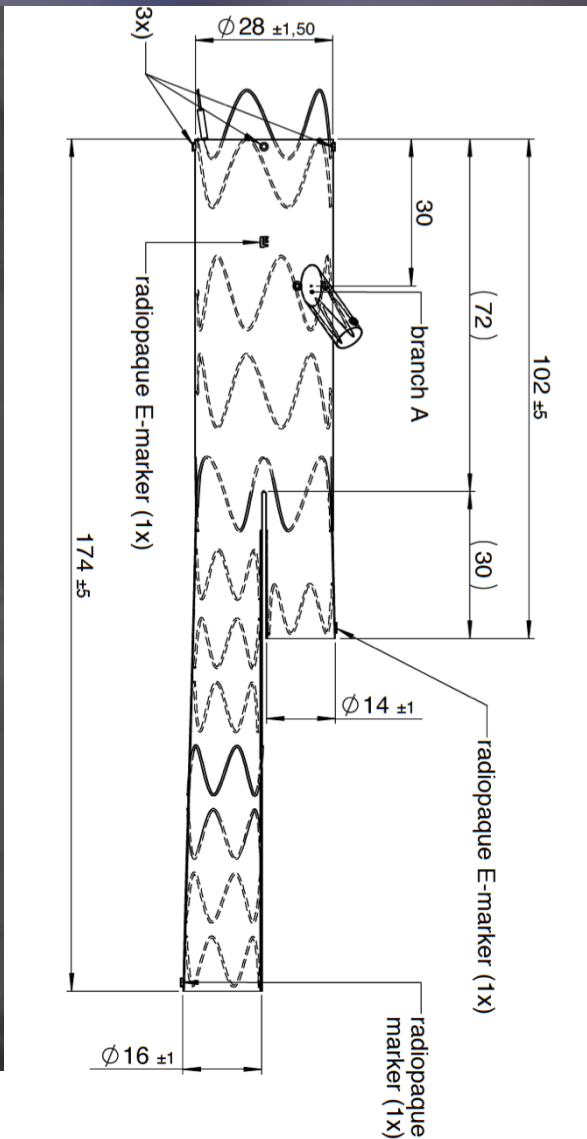 3x)
Ø28 ±1,50
30
(72)
102 ±5
branch A
radiopaque E-marker (1x)
174 ±5
(30)
Ø14 ±1
radiopaque E-marker (1x)
Ø16 ±1
radiopaque
marker (1x)